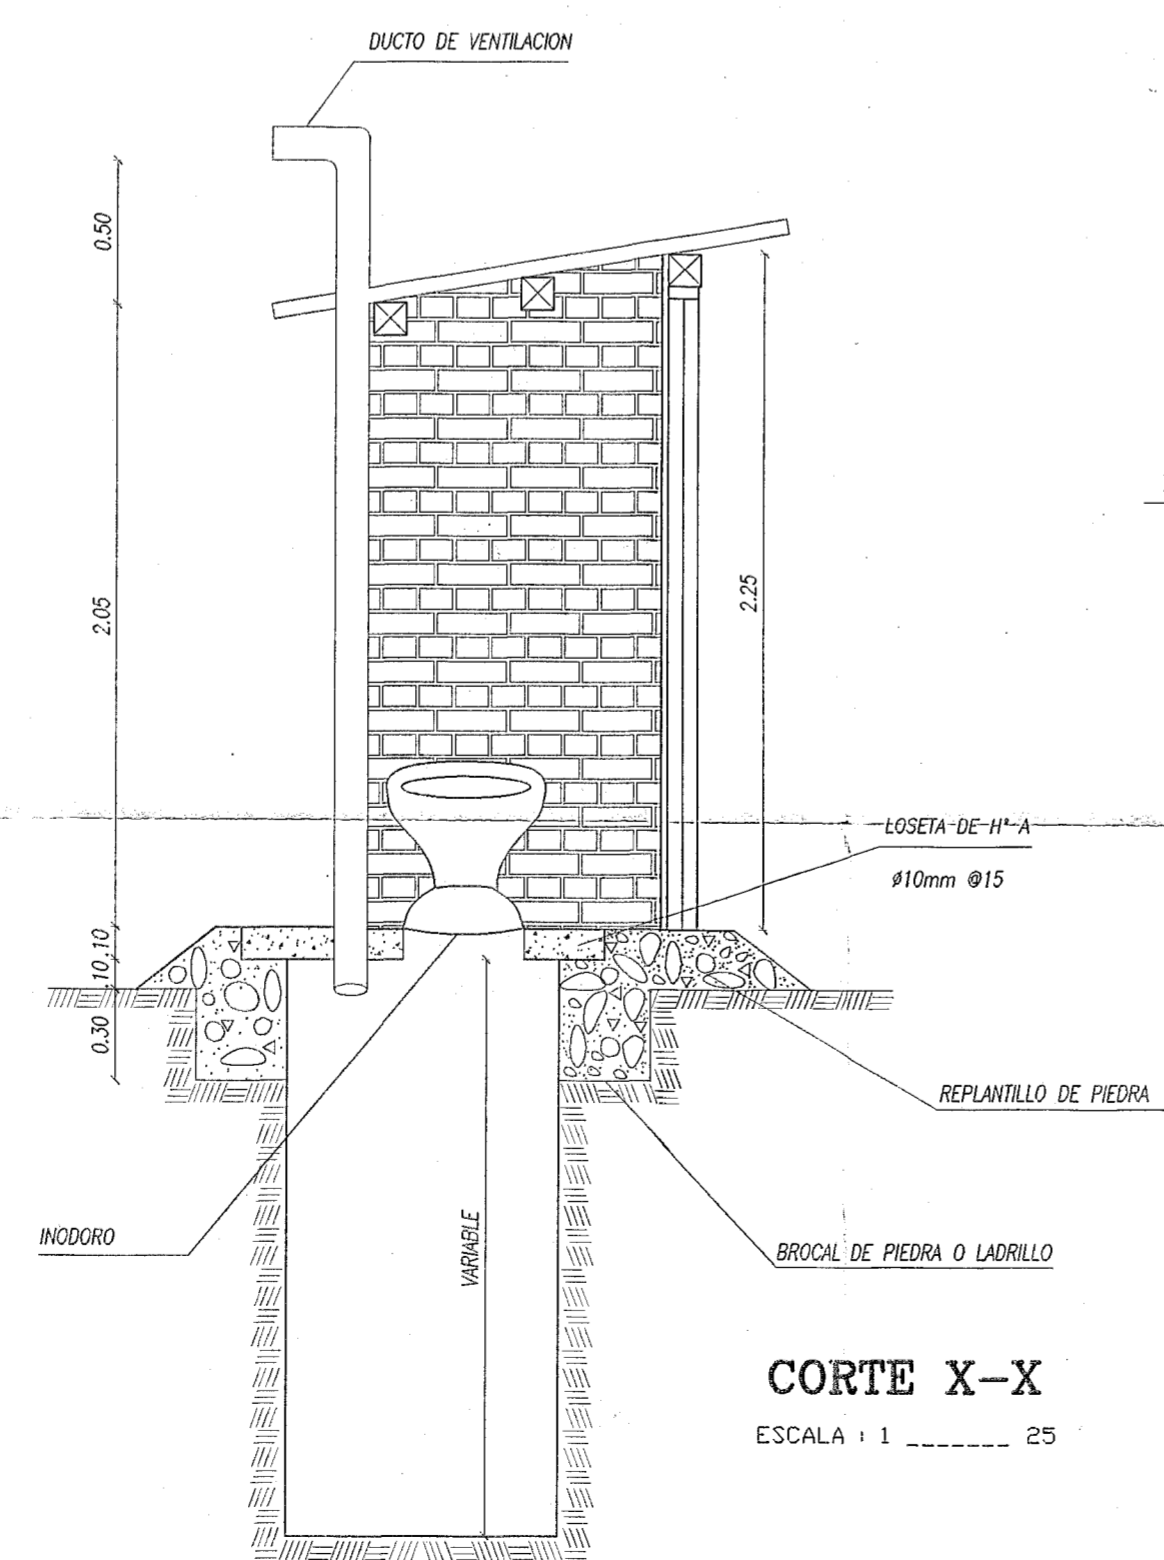 DUCTO DE VENTILACION
0.50
2.05
2.25
LOSETA DE Hº A
ø10mm @15
.10
.10
0.30
REPLANTILLO DE PIEDRA
INODORO
VARIABLE
BROCAL DE PIEDRA O LADRILLO
CORTE X-X
ESCALA : 1 _______ 25